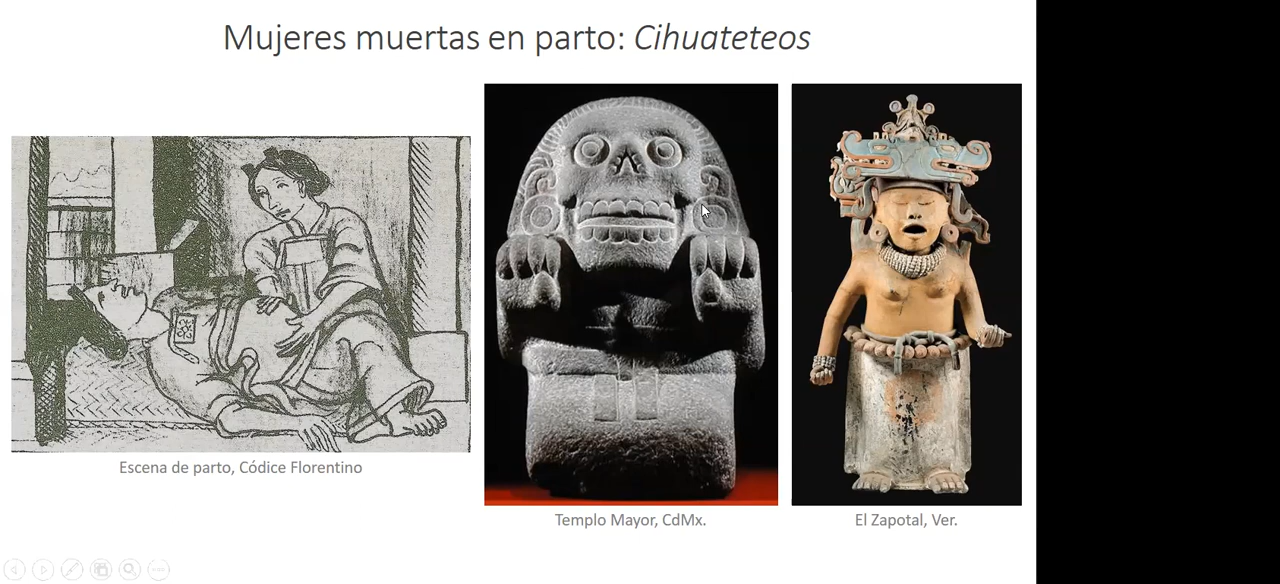 Mujeres muertas en parto: Cihuateteos
Escena de parto, Códice Florentino
Templo Mayor, CdMx.
El Zapotal, Ver.